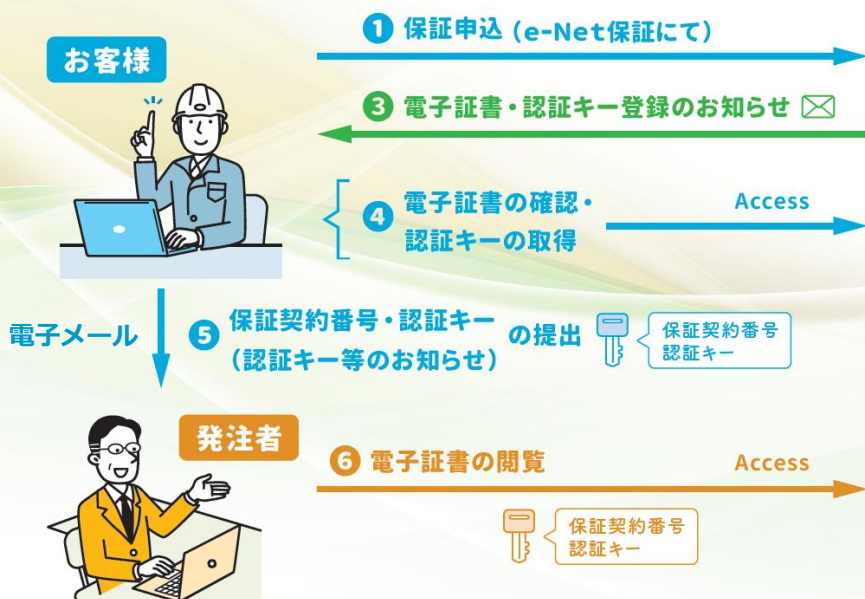 ❶ 保証申込 (e-Net保証にて)
お客様
❸ 電子証書・認証キー登録のお知らせ
❹ 電子証書の確認・
認証キーの取得
Access
電子メール
❺ 保証契約番号・認証キー
(認証キー等のお知らせ)
の提出
保証契約番号
認証キー
発注者
❻ 電子証書の閲覧
Access
保証契約番号
認証キー